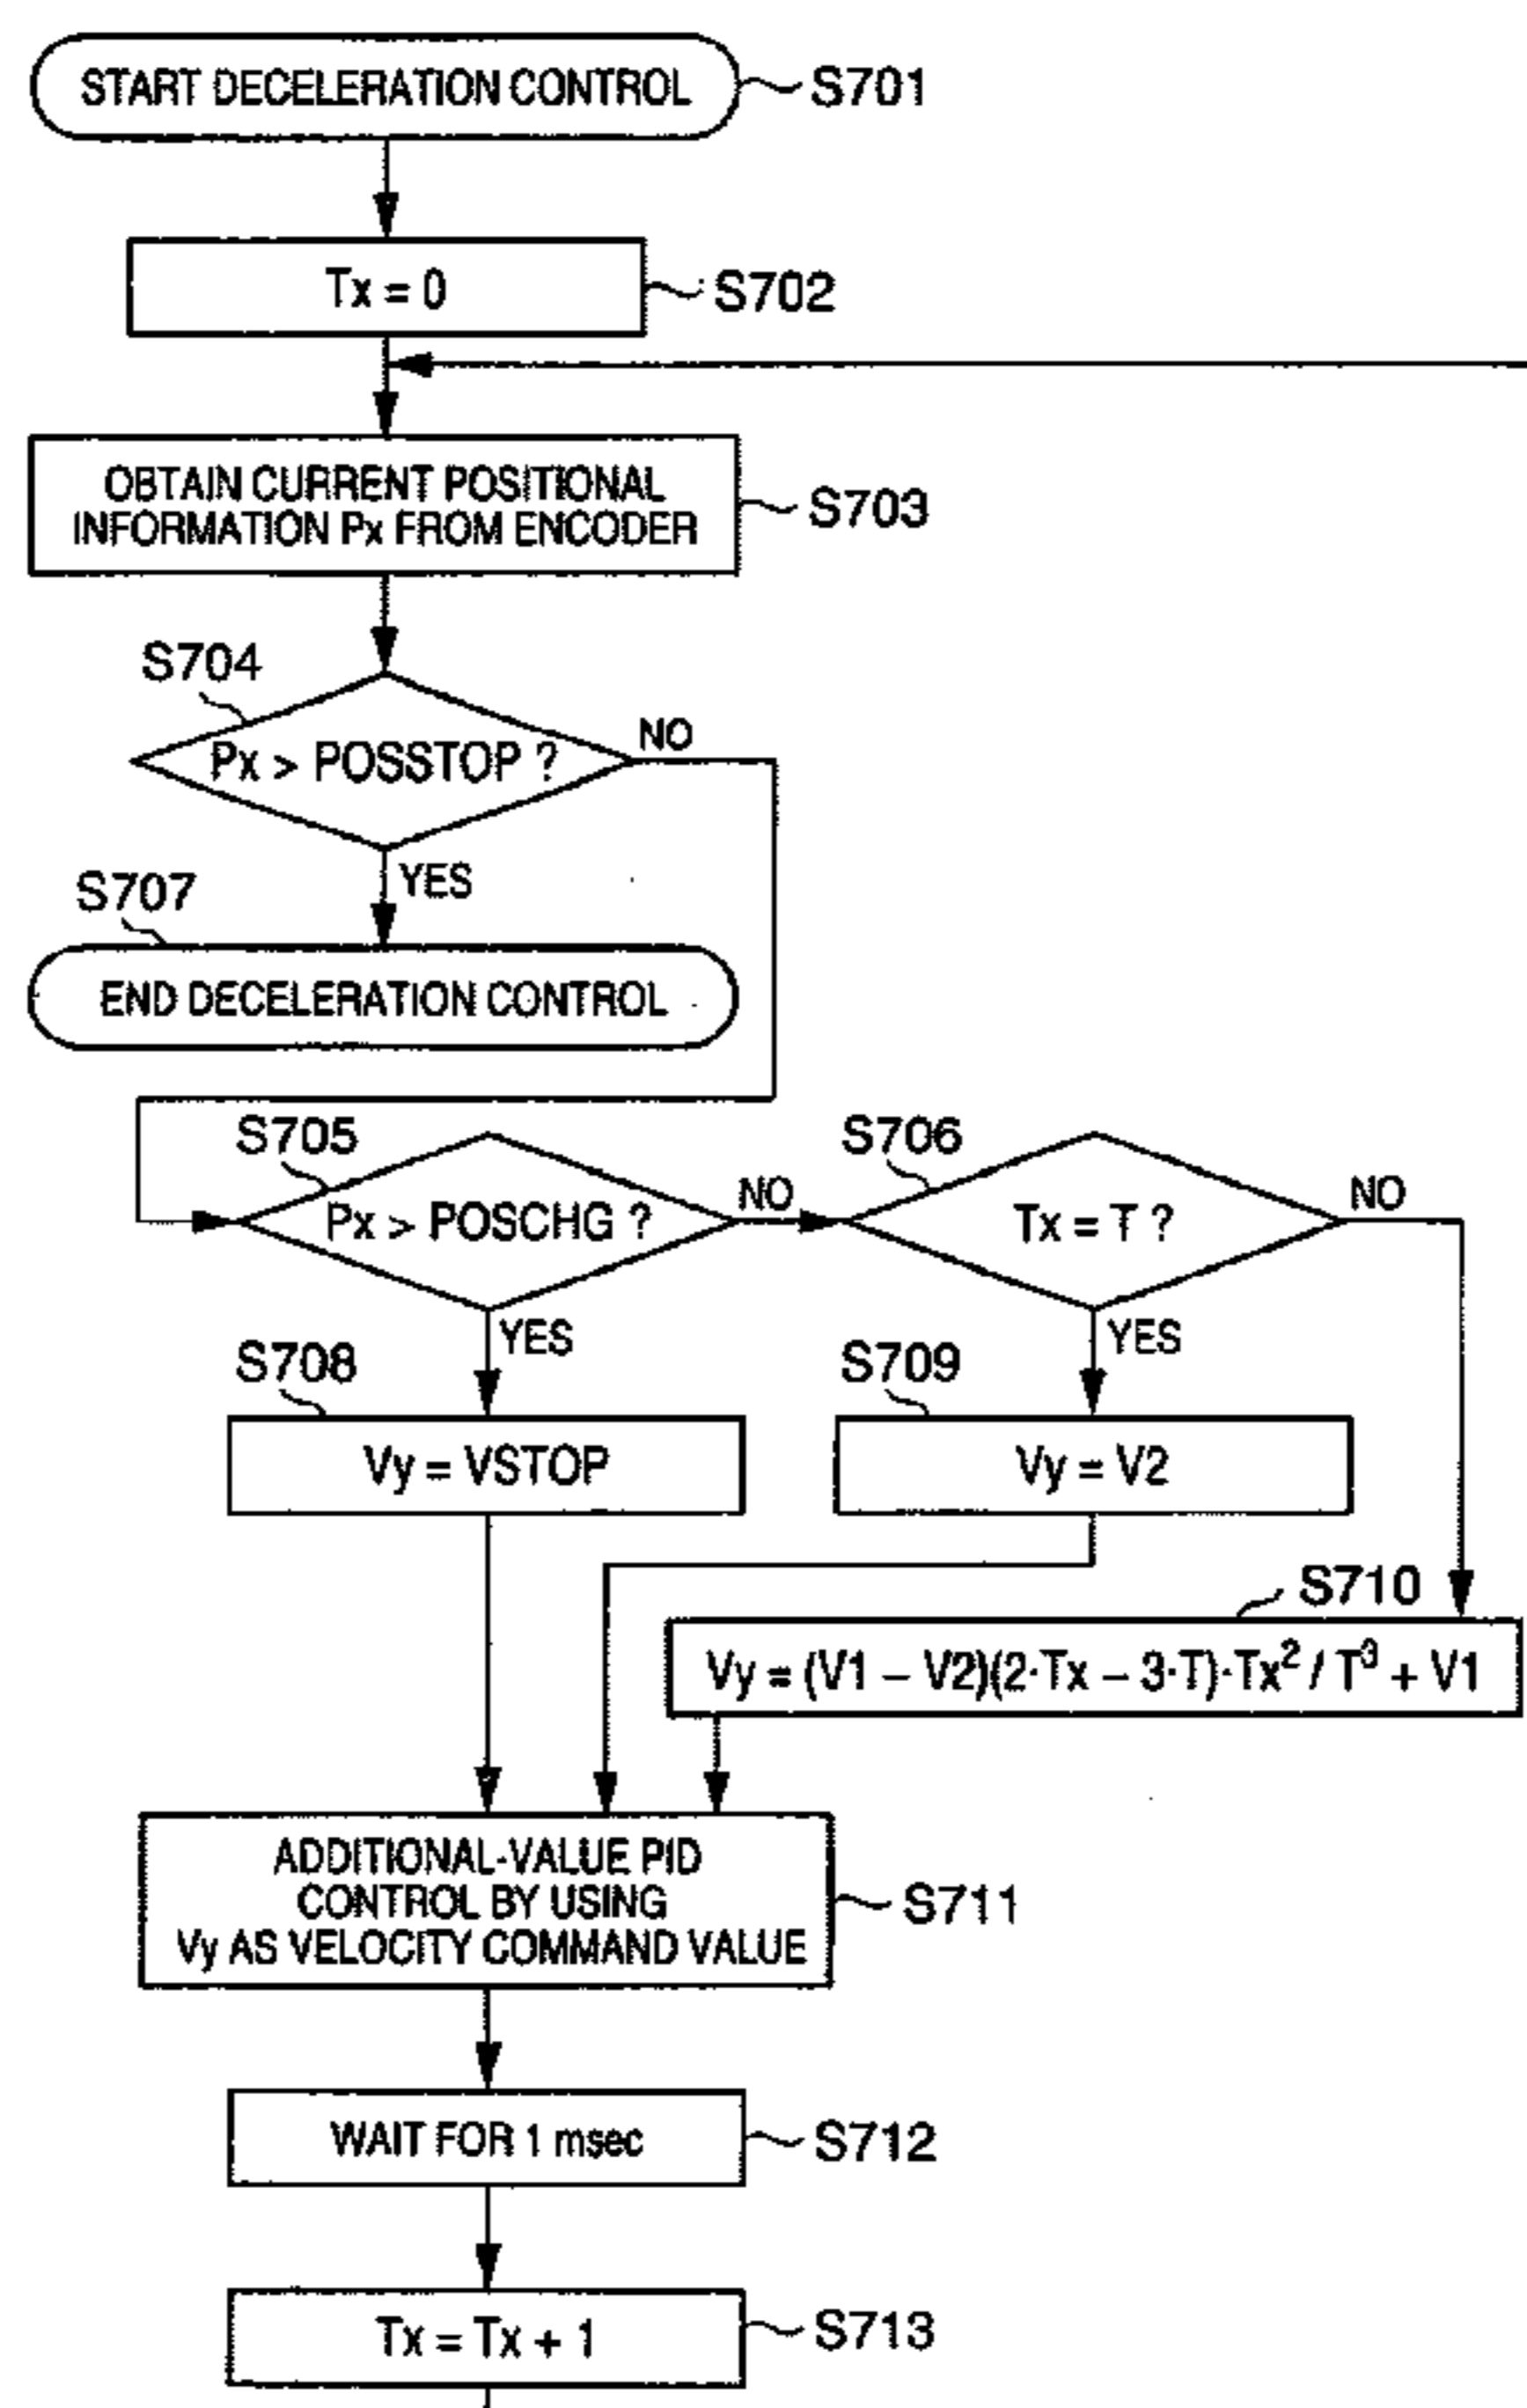 START DECELERATION CONTROL
S701
Tx = 0
S702
OBTAIN CURRENT POSITIONAL
INFORMATION Px FROM ENCODER
S703
S704
Px > POSSTOP ?
NO
YES
S707
END DECELERATION CONTROL
S705
Px > POSCHG ?
NO
YES
S706
Tx = T ?
NO
YES
S708
Vy = VSTOP
S709
Vy = V2
S710
Vy = (V1 – V2)(2·Tx – 3·T)·Tx² / T³ + V1
ADDITIONAL-VALUE PID
CONTROL BY USING
Vy AS VELOCITY COMMAND VALUE
S711
WAIT FOR 1 msec
S712
Tx = Tx + 1
S713